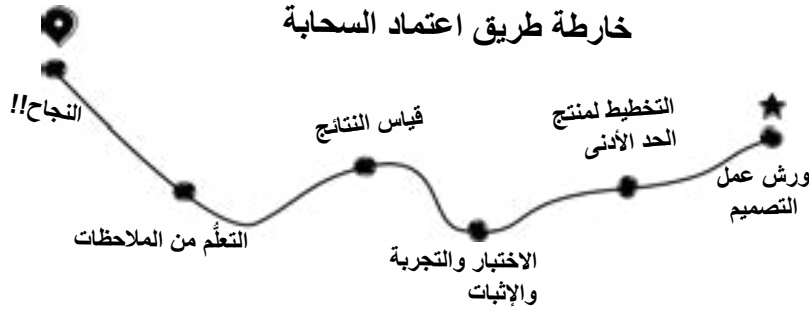 خارطة طريق اعتماد السحابة
ورش عمل
التصميم
التخطيط لمنتج
الحد الأدنى
الاختبار والتجربة
والإثبات
قياس النتائج
التعلُّم من الملاحظات
النجاح!!